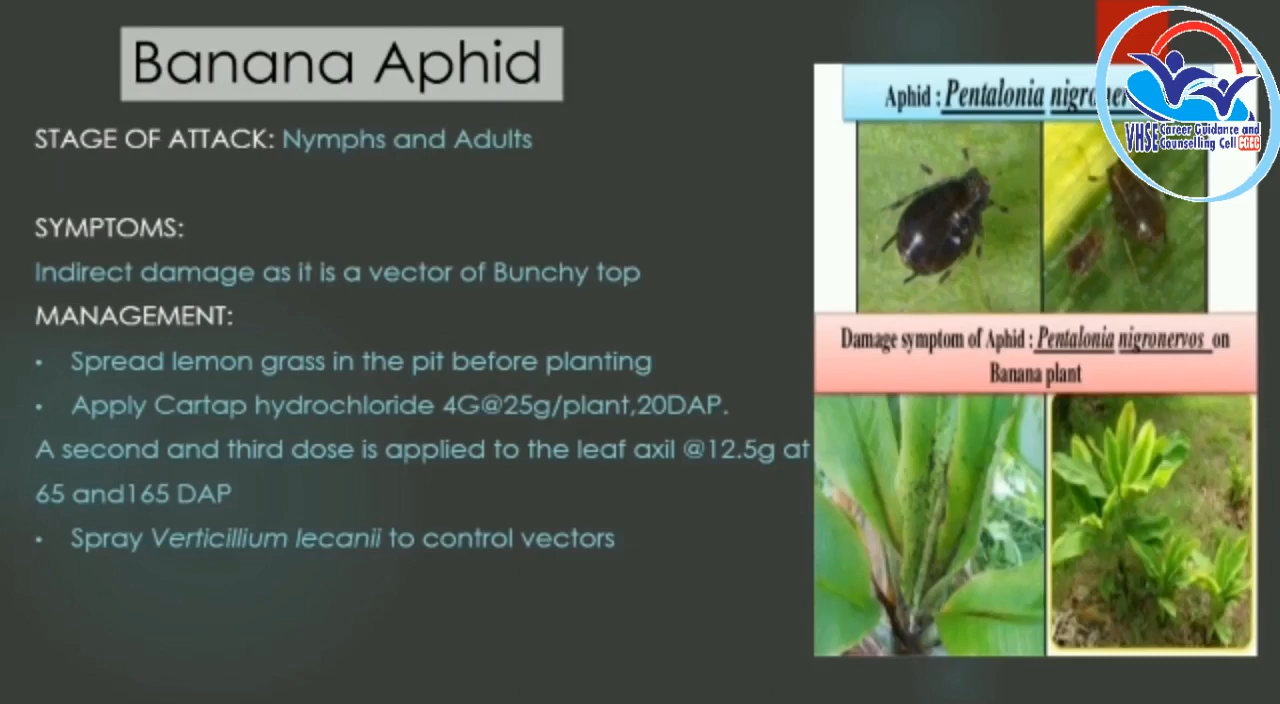 Banana Aphid
STAGE OF ATTACK: Nymphs and Adults
SYMPTOMS:
Indirect damage as it is a vector of Bunchy top
MANAGEMENT:
• Spread lemon grass in the pit before planting
• Apply Cartap hydrochloride 4G@25g/plant,20DAP.
A second and third dose is applied to the leaf axil @12.5g at
65 and165 DAP
• Spray Verticillium lecanii to control vectors
Aphid : Pentalonia
Damage symptom of Aphid : Pentalonia nigronervos on
Banana plant
VHSE Career Guidance and
Counselling Cell CGCC